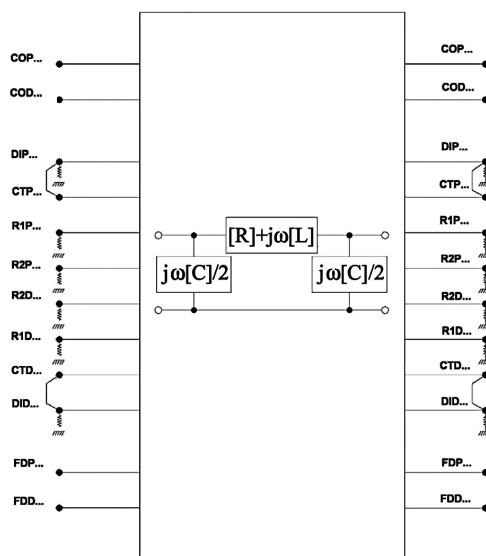 COP...
COD...
DIP...
CTP...
R1P...
R2P...
R2D...
R1D...
CTD...
DID...
FDP...
FDD...
[R]+jω[L]
jω[C]/2
jω[C]/2
COP...
COD...
DIP...
CTP...
R1P...
R2P...
R2D...
R1D...
CTD...
DID...
FDP...
FDD...